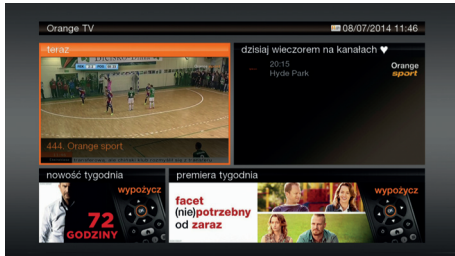 Orange TV
08/07/2014 11:46
teraz
444. Orange sport
dzisiaj wieczorem na kanałach
20:15
Hyde Park
Orange
sport
nowość tygodnia
wypożycz
72
GODZINY
premiera tygodnia
facet
(nie)potrzebny
od zaraz
wypożycz